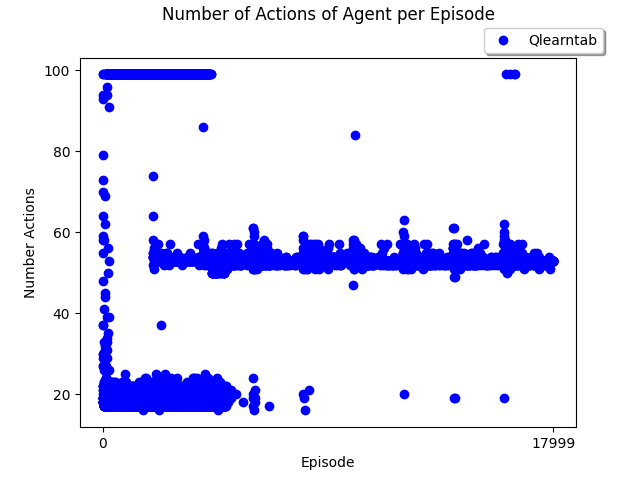 Number of Actions of Agent per Episode
Qlearntab
100
80
60
40
20
Number Actions
0
17999
Episode